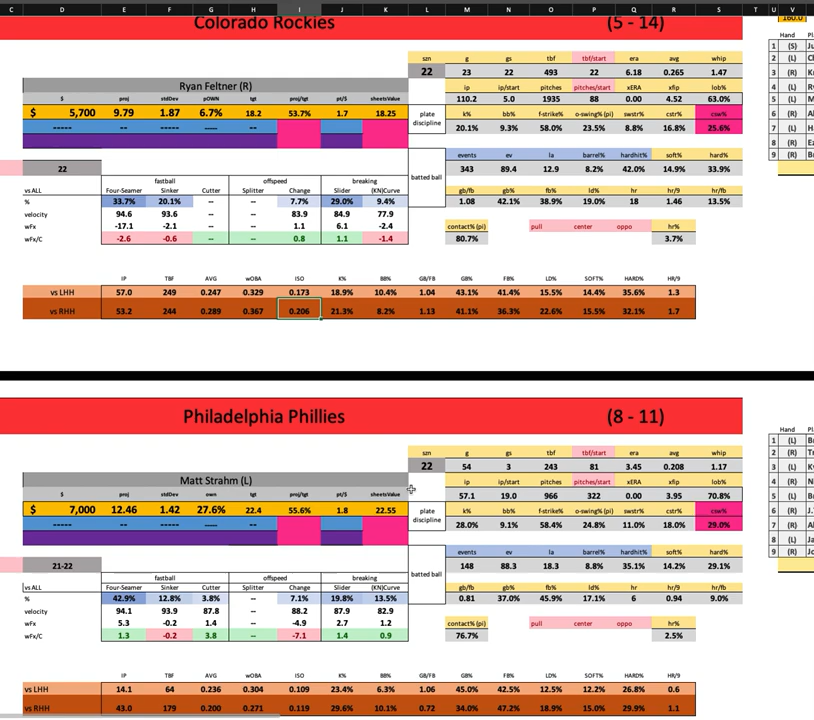 C D E F G H I J K L M N O P Q R S T U V W
Colorado Rockies (5 - 14)
160.0
Hand
szn g gs tbf tbf/start era avg whip
22 23 22 493 22 6.18 0.265 1.47
Ryan Feltner (R)
ip ip/start pitches pitches/start xERA xfip lob%
$ proj stdDev pOWN tgt proj/tgt pt/$ sheetsValue
110.2 5.0 1935 88 0.00 4.52 63.0%
$ 5,700 9.79 1.87 6.7% 18.2 53.7% 1.7 18.25
plate discipline
k% bb% f-strike% o-swing% (pi) swstr% cstr% csw%
20.1% 9.3% 58.0% 23.5% 8.8% 16.8% 25.6%
----- -- -- ---- -- -- --
events ev la barrel% hardhit% soft% hard%
22
batted ball
343 89.4 12.9 8.2% 42.0% 14.9% 33.9%
fastball offspeed breaking
vs ALL Four-Seamer Sinker Cutter Splitter Change Slider (KN)Curve
gb/fb gb% fb% ld% hr hr/9 hr/fb
% 33.7% 20.1% -- -- 7.7% 29.0% 9.4%
1.08 42.1% 38.9% 19.0% 18 1.46 13.5%
velocity 94.6 93.6 -- -- 83.9 84.9 77.9
wFx -17.1 -2.1 -- -- 1.1 6.1 -2.4
contact% (pi) pull center oppo hr%
wFx/C -2.6 -0.6 -- -- 0.8 1.1 -1.4
80.7% 3.7%
IP TBF AVG wOBA ISO K% BB% GB/FB GB% FB% LD% SOFT% HARD% HR/9
vs LHH 57.0 249 0.247 0.329 0.173 18.9% 10.4% 1.04 43.1% 41.4% 15.5% 14.4% 35.6% 1.3
vs RHH 53.2 244 0.289 0.367 0.206 21.3% 8.2% 1.13 41.1% 36.3% 22.6% 15.5% 32.1% 1.7
1 (S)
2 (L)
3 (R)
4 (L)
5 (L)
6 (R)
7 (L)
8 (R)
9 (R)
Philadelphia Phillies (8 - 11)
Hand
szn g gs tbf tbf/start era avg whip
22 54 3 243 81 3.45 0.208 1.17
Matt Strahm (L)
ip ip/start pitches pitches/start xERA xfip lob%
$ proj stdDev own tgt proj/tgt pt/$ sheetsValue
57.1 19.0 966 322 0.00 3.95 70.8%
$ 7,000 12.46 1.42 27.6% 22.4 55.6% 1.8 22.55
plate discipline
k% bb% f-strike% o-swing% (pi) swstr% cstr% csw%
28.0% 9.1% 58.4% 24.8% 11.0% 18.0% 29.0%
----- -- -- ---- -- -- --
events ev la barrel% hardhit% soft% hard%
21-22
batted ball
148 88.3 18.3 8.8% 35.1% 14.2% 29.1%
fastball offspeed breaking
vs ALL Four-Seamer Sinker Cutter Splitter Change Slider (KN)Curve
gb/fb gb% fb% ld% hr hr/9 hr/fb
% 42.9% 12.8% 3.8% -- 7.1% 19.8% 13.5%
0.81 37.0% 45.9% 17.1% 6 0.94 9.0%
velocity 94.1 93.9 87.8 -- 88.2 87.9 82.9
wFx 5.3 -0.2 1.4 -- -4.9 2.7 1.2
contact% (pi) pull center oppo hr%
wFx/C 1.3 -0.2 3.8 -- -7.1 1.4 0.9
76.7% 2.5%
IP TBF AVG wOBA ISO K% BB% GB/FB GB% FB% LD% SOFT% HARD% HR/9
vs LHH 14.1 64 0.236 0.304 0.109 23.4% 6.3% 1.06 45.0% 42.5% 12.5% 12.2% 26.8% 0.6
vs RHH 43.0 179 0.200 0.271 0.119 29.6% 10.1% 0.72 34.0% 47.2% 18.9% 15.0% 29.9% 1.1
1 (L)
2 (R)
3 (L)
4 (R)
5 (L)
6 (R)
7 (R)
8 (L)
9 (R)